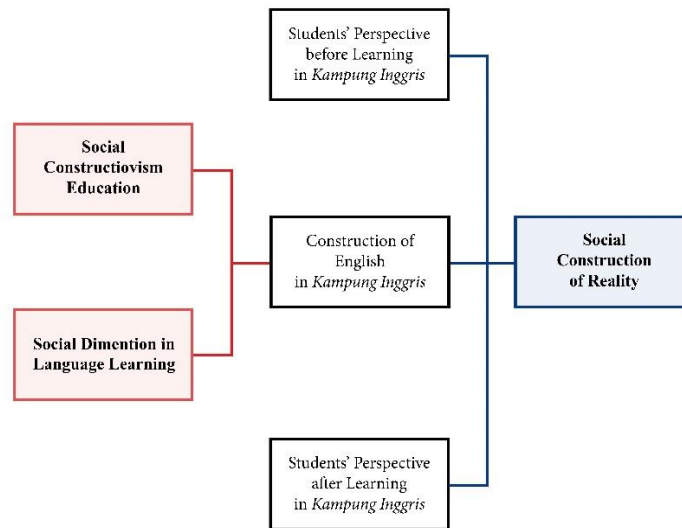 Students' Perspective
before Learning
in Kampung Inggris
Social
Constructiovism
Education
Construction of
English
in Kampung Inggris
Social
Construction
of Reality
Social Dimention in
Language Learning
Students' Perspective
after Learning
in Kampung Inggris